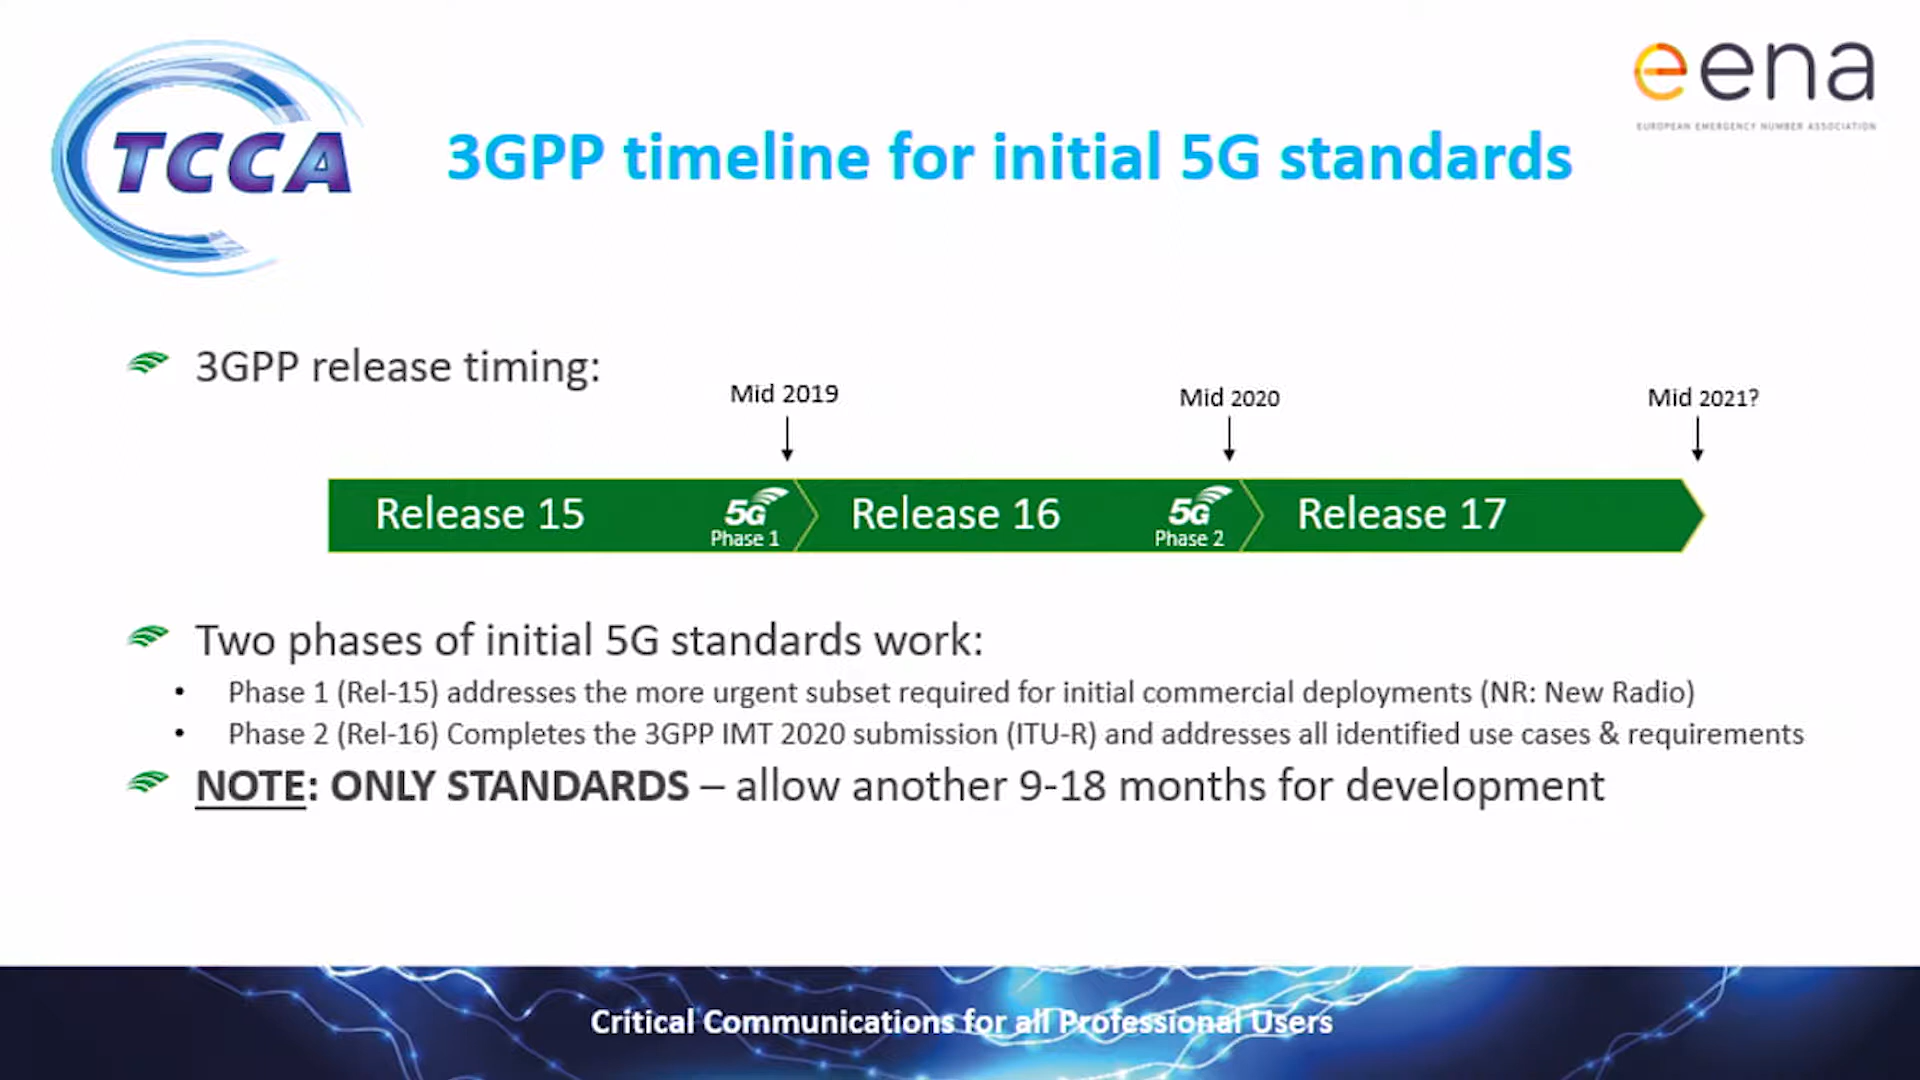 TCCA
eena
EUROPEAN EMERGENCY NUMBER ASSOCIATION
3GPP timeline for initial 5G standards
3GPP release timing:
Mid 2019
Mid 2020
Mid 2021?
Release 15
5G
Phase 1
Release 16
5G
Phase 2
Release 17
Two phases of initial 5G standards work:
• Phase 1 (Rel-15) addresses the more urgent subset required for initial commercial deployments (NR: New Radio)
• Phase 2 (Rel-16) Completes the 3GPP IMT 2020 submission (ITU-R) and addresses all identified use cases & requirements
NOTE: ONLY STANDARDS – allow another 9-18 months for development
Critical Communications for all Professional Users